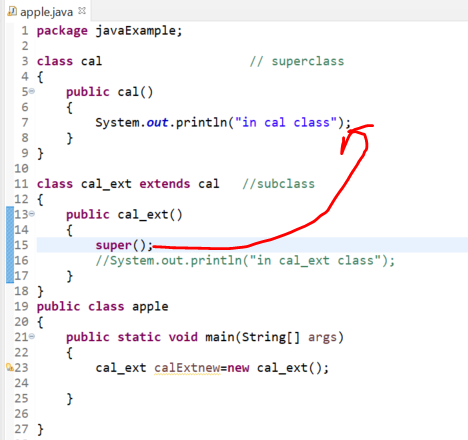 apple.java
1 package javaExample;
2
3 class cal // superclass
4 {
5 public cal()
6 {
7 System.out.println("in cal class");
8 }
9 }
10
11 class cal_ext extends cal //subclass
12 {
13 public cal_ext()
14 {
15 super();
16 //System.out.println("in cal_ext class");
17 }
18 }
19 public class apple
20 {
21 public static void main(String[] args)
22 {
23 cal_ext calExtnew=new cal_ext();
24
25 }
26
27 }